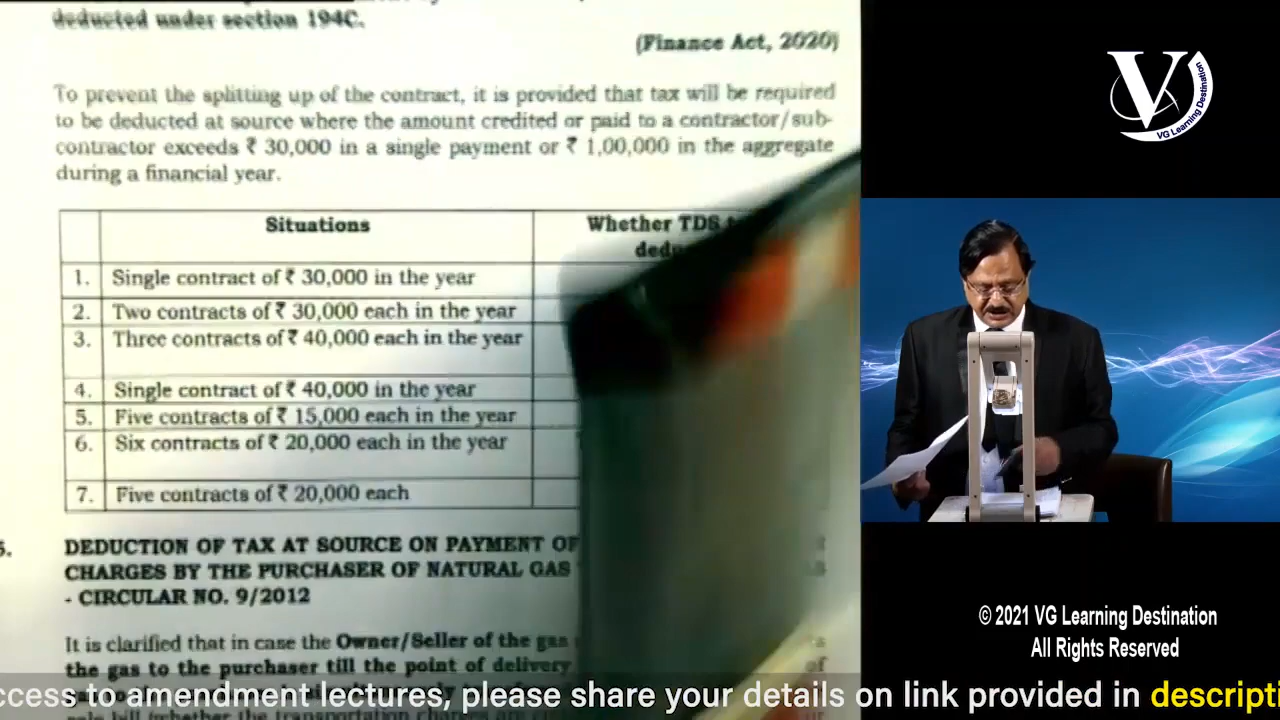 deducted under section 194C.
(Finance Act, 2020)
To prevent the splitting up of the contract, it is provided that tax will be required
to be deducted at source where the amount credited or paid to a contractor/sub-
contractor exceeds ₹ 30,000 in a single payment or ₹ 1,00,000 in the aggregate
during a financial year.
Situations
Whether TDS
1. Single contract of ₹ 30,000 in the year
2. Two contracts of ₹ 30,000 each in the year
3. Three contracts of ₹ 40,000 each in the year
4. Single contract of ₹ 40,000 in the year
5. Five contracts of ₹ 15,000 each in the year
6. Six contracts of ₹ 20,000 each in the year
7. Five contracts of ₹ 20,000 each
DEDUCTION OF TAX AT SOURCE ON PAYMENT OF
CHARGES BY THE PURCHASER OF NATURAL GAS
- CIRCULAR NO. 9/2012
It is clarified that in case the Owner/Seller of the gas
the gas to the purchaser till the point of delivery
of
V
VG Learning Destination
© 2021 VG Learning Destination
All Rights Reserved
ccess to amendment lectures, please share your details on link provided in descripti